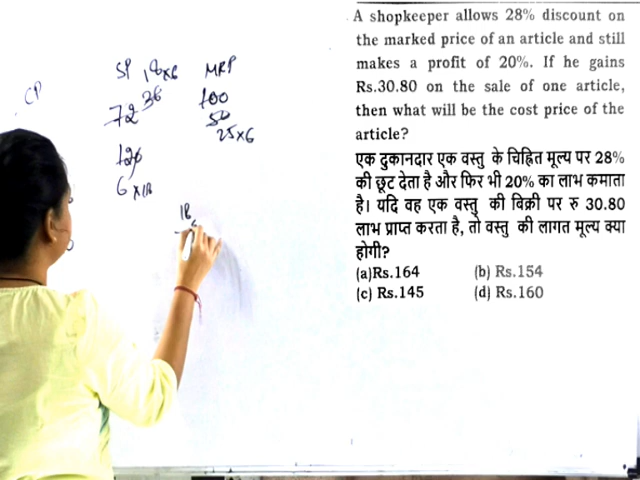 CP SP 18×6 MRP
72 36 100
50
25×6
120
6×18
18
A shopkeeper allows 28% discount on
the marked price of an article and still
makes a profit of 20%. If he gains
Rs.30.80 on the sale of one article,
then what will be the cost price of the
article?
एक दुकानदार एक वस्तु के चिह्नित मूल्य पर 28%
की छूट देता है और फिर भी 20% का लाभ कमाता
है। यदि वह एक वस्तु की विक्री पर रु 30.80
लाभ प्राप्त करता है, तो वस्तु की लागत मूल्य क्या
होगी?
(a)Rs.164 (b) Rs.154
(c) Rs.145 (d) Rs.160